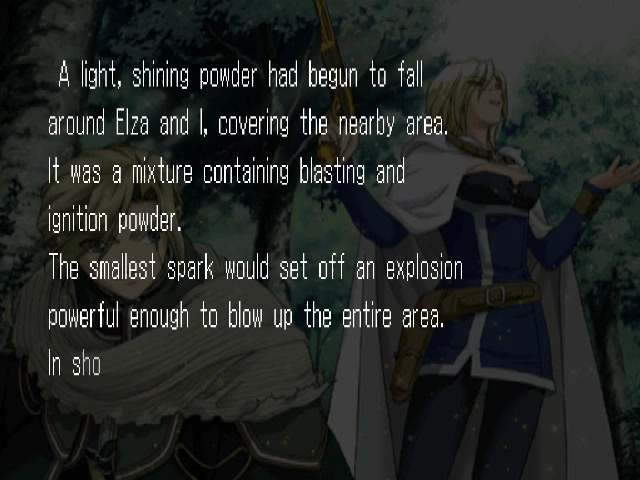 A light, shining powder had begun to fall
around Elza and I, covering the nearby area.
It was a mixture containing blasting and
ignition powder.
The smallest spark would set off an explosion
powerful enough to blow up the entire area.
In sho